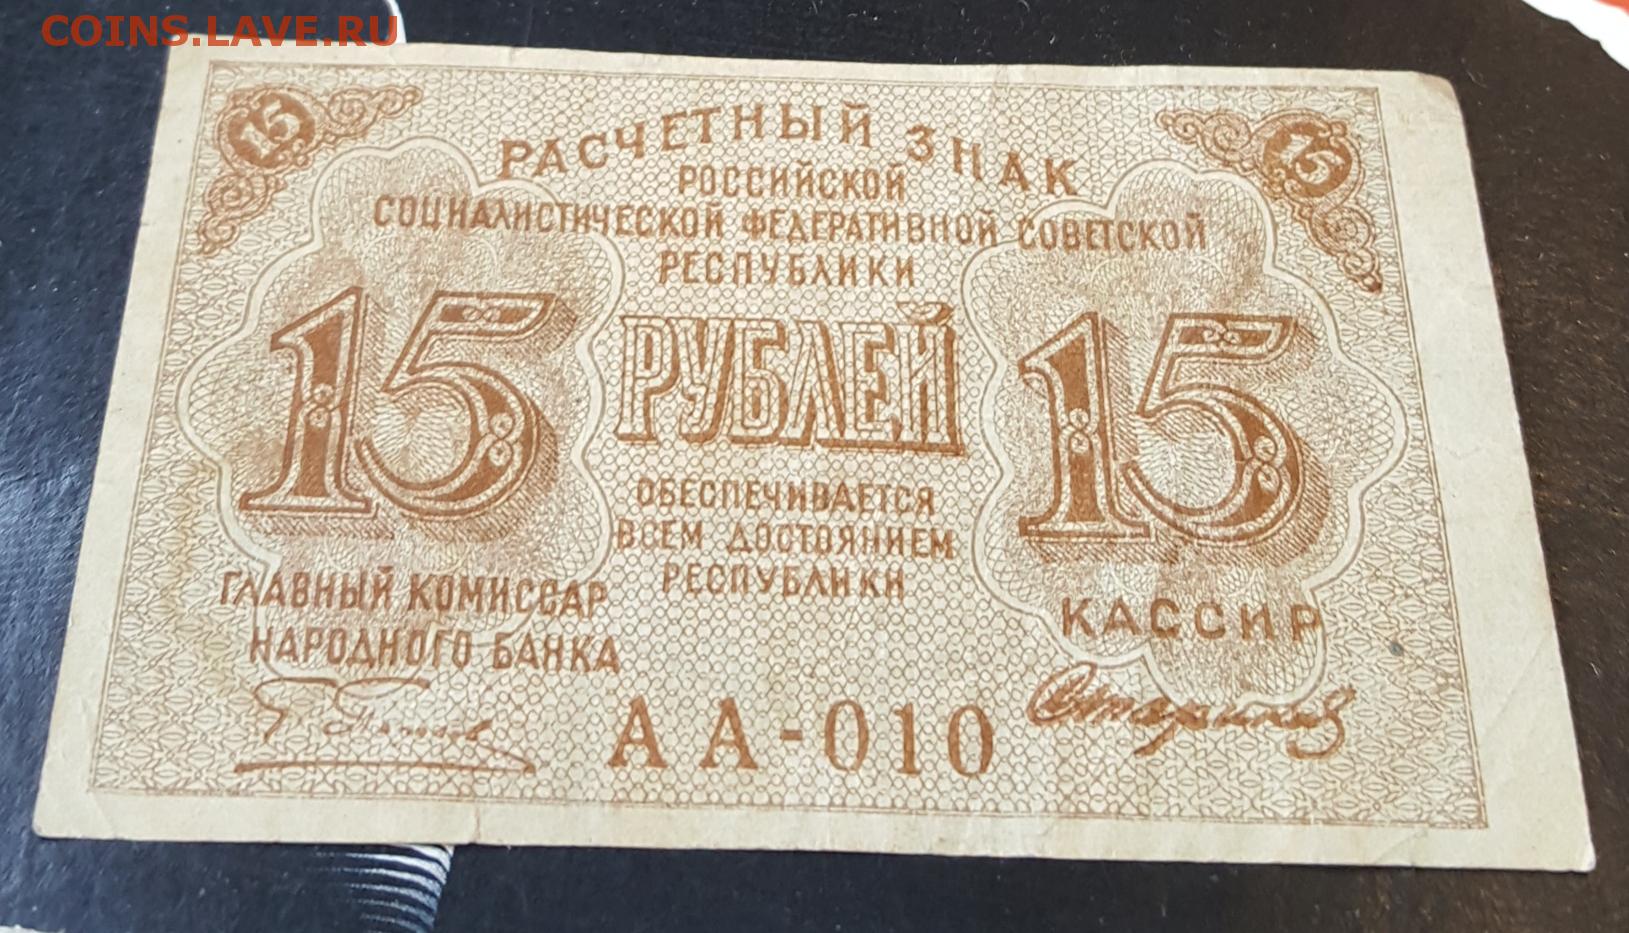 COINS.LAVE.RU
15
15
РАСЧЕТНЫЙ ЗНАК
РОССИЙСКОЙ
СОЦИАЛИСТИЧЕСКОЙ ФЕДЕРАТИВНОЙ СОВЕТСКОЙ
РЕСПУБЛИКИ
15
РУБЛЕЙ
15
ОБЕСПЕЧИВАЕТСЯ
ВСЕМ ДОСТОЯНИЕМ
РЕСПУБЛИКИ
ГЛАВНЫЙ КОМИССАР
НАРОДНОГО БАНКА
КАССИР
АА-010